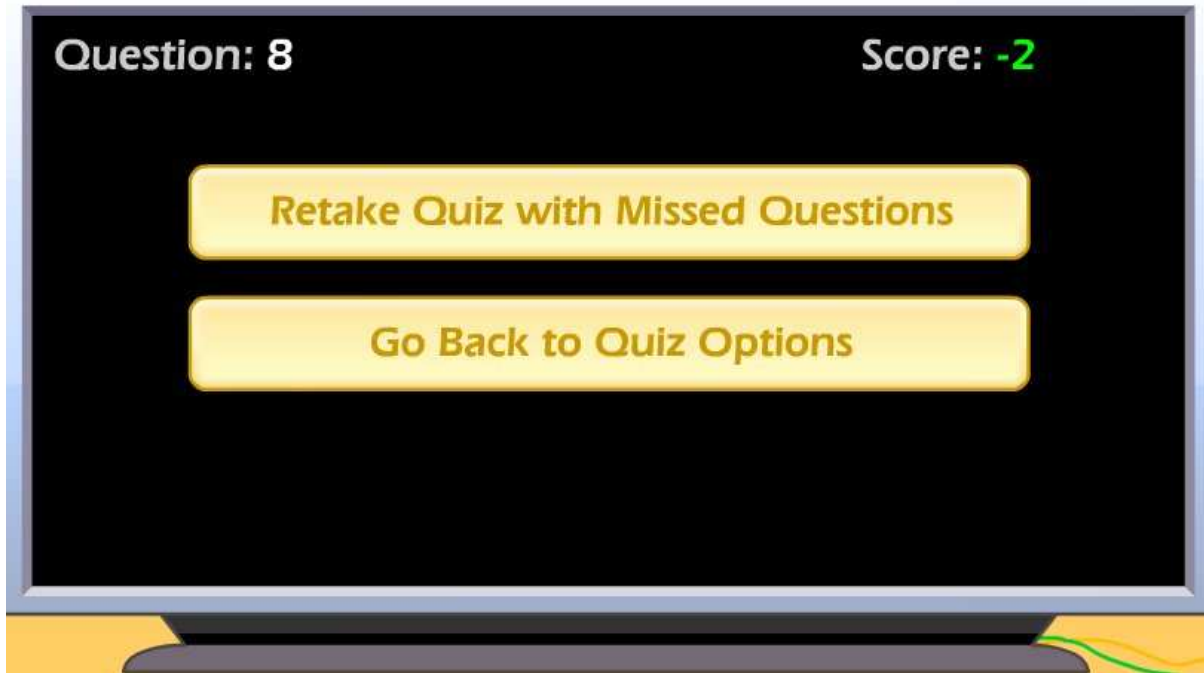 Question: 8
Score: -2
Retake Quiz with Missed Questions
Go Back to Quiz Options